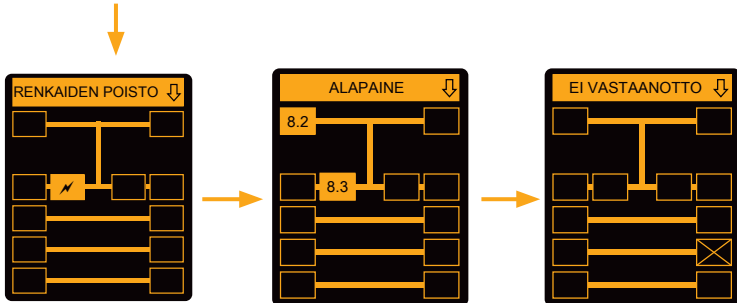 RENKAIDEN POISTO
ALAPAINE
8.2
8.3
EI VASTAANOTTO